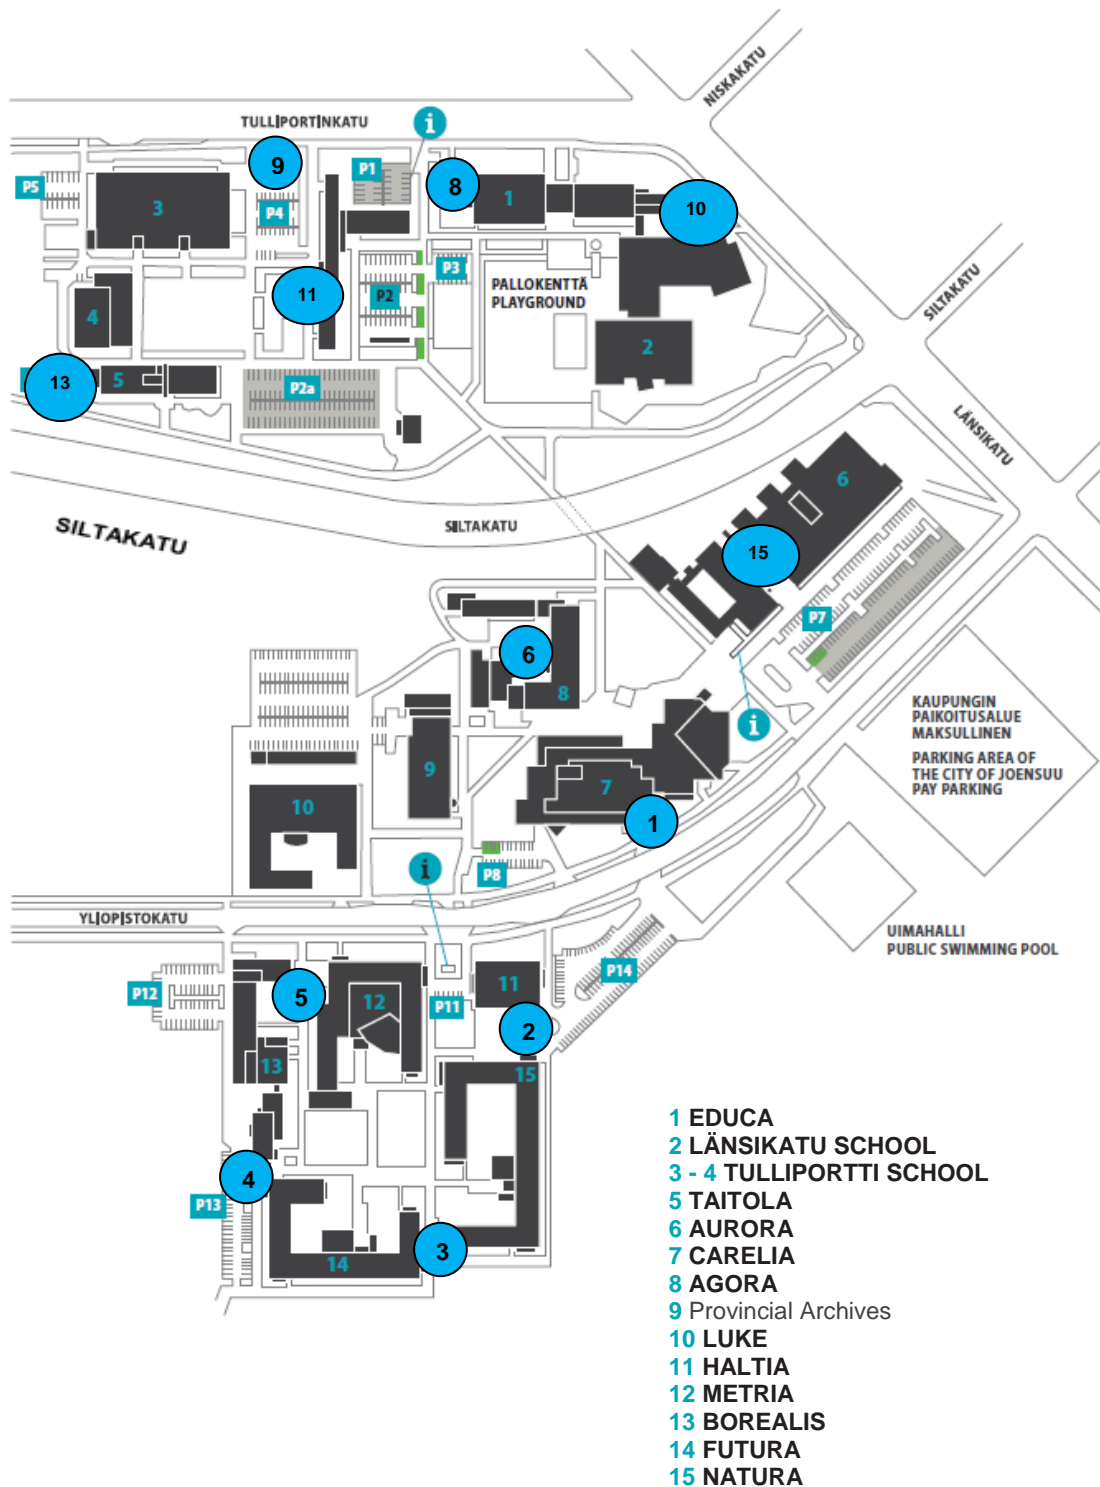 NISKAKATU
TULLIPORTINKATU
i
9
P1
8
1
10
P5
3
P4
P3
11
P2
PALLOKENTTÄ
PLAYGROUND
SILTAKATU
4
2
13
5
P2a
LÄNSIKATU
6
SILTAKATU
SILTAKATU
15
P7
6
8
KAUPUNGIN
PAIKOITUSALUE
MAKSULLINEN
PARKING AREA OF
THE CITY OF JOENSUU
PAY PARKING
i
9
7
10
1
i
P8
YLIOPISTOKATU
UIMAHALLI
PUBLIC SWIMMING POOL
P14
P12
5
12
P11
11
2
13
15
4
P13
3
14
1 EDUCA
2 LÄNSIKATU SCHOOL
3 - 4 TULLIPORTTI SCHOOL
5 TAITOLA
6 AURORA
7 CARELIA
8 AGORA
9 Provincial Archives
10 LUKE
11 HALTIA
12 METRIA
13 BOREALIS
14 FUTURA
15 NATURA